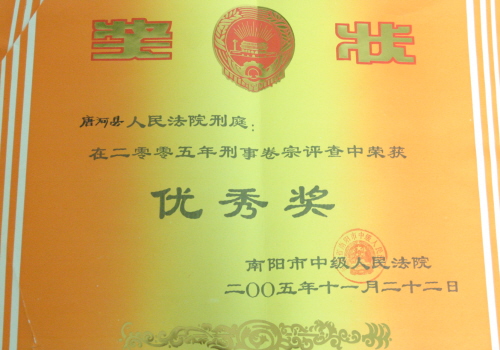 奖状
唐河县人民法院刑庭:
在二零零五年刑事卷宗评查中荣获
优秀奖
南阳市中级人民法院
二〇〇五年十一月二十二日